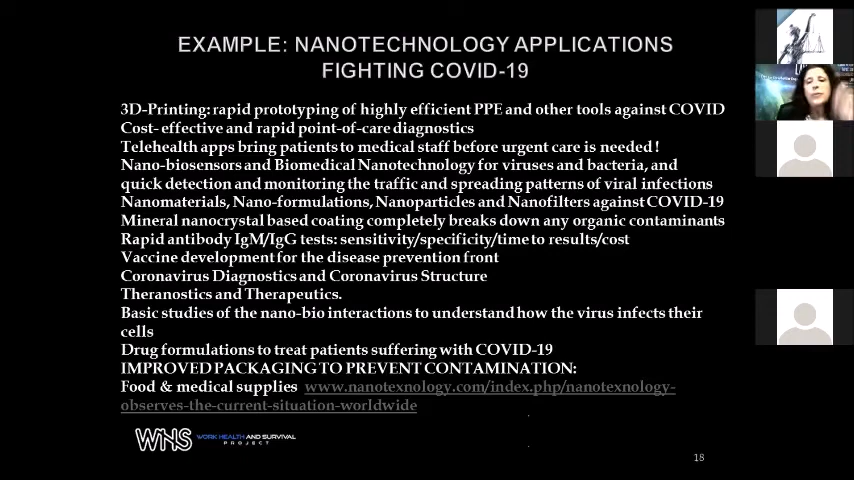 EXAMPLE: NANOTECHNOLOGY APPLICATIONS
FIGHTING COVID-19
3D-Printing: rapid prototyping of highly efficient PPE and other tools against COVID
Cost- effective and rapid point-of-care diagnostics
Telehealth apps bring patients to medical staff before urgent care is needed !
Nano-biosensors and Biomedical Nanotechnology for viruses and bacteria, and
quick detection and monitoring the traffic and spreading patterns of viral infections
Nanomaterials, Nano-formulations, Nanoparticles and Nanofilters against COVID-19
Mineral nanocrystal based coating completely breaks down any organic contaminants
Rapid antibody IgM/IgG tests: sensitivity/specificity/time to results/cost
Vaccine development for the disease prevention front
Coronavirus Diagnostics and Coronavirus Structure
Theranostics and Therapeutics.
Basic studies of the nano-bio interactions to understand how the virus infects their
cells
Drug formulations to treat patients suffering with COVID-19
IMPROVED PACKAGING TO PREVENT CONTAMINATION:
Food & medical supplies www.nanotexnology.com/index.php/nanotexnology-
observes-the-current-situation-worldwide
WHS WORK HEALTH AND SURVIVAL
PROJECT
18